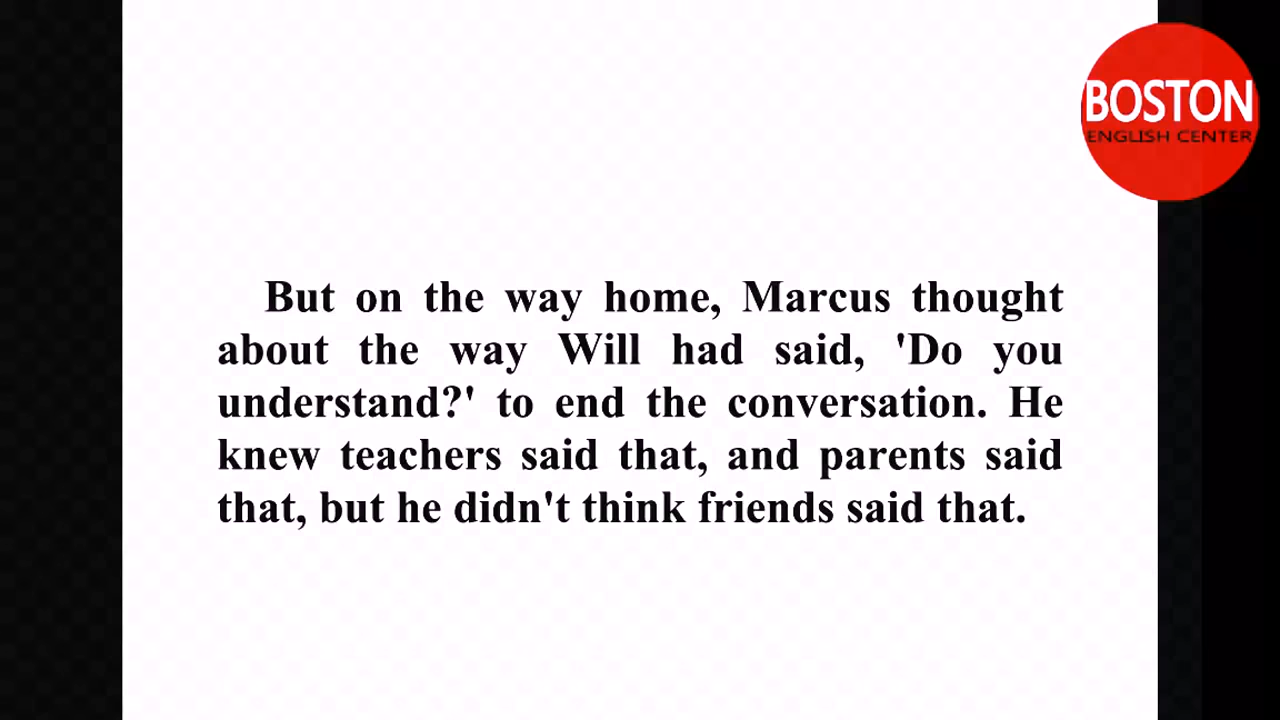 BOSTON
ENGLISH CENTER
But on the way home, Marcus thought
about the way Will had said, 'Do you
understand?' to end the conversation. He
knew teachers said that, and parents said
that, but he didn't think friends said that.